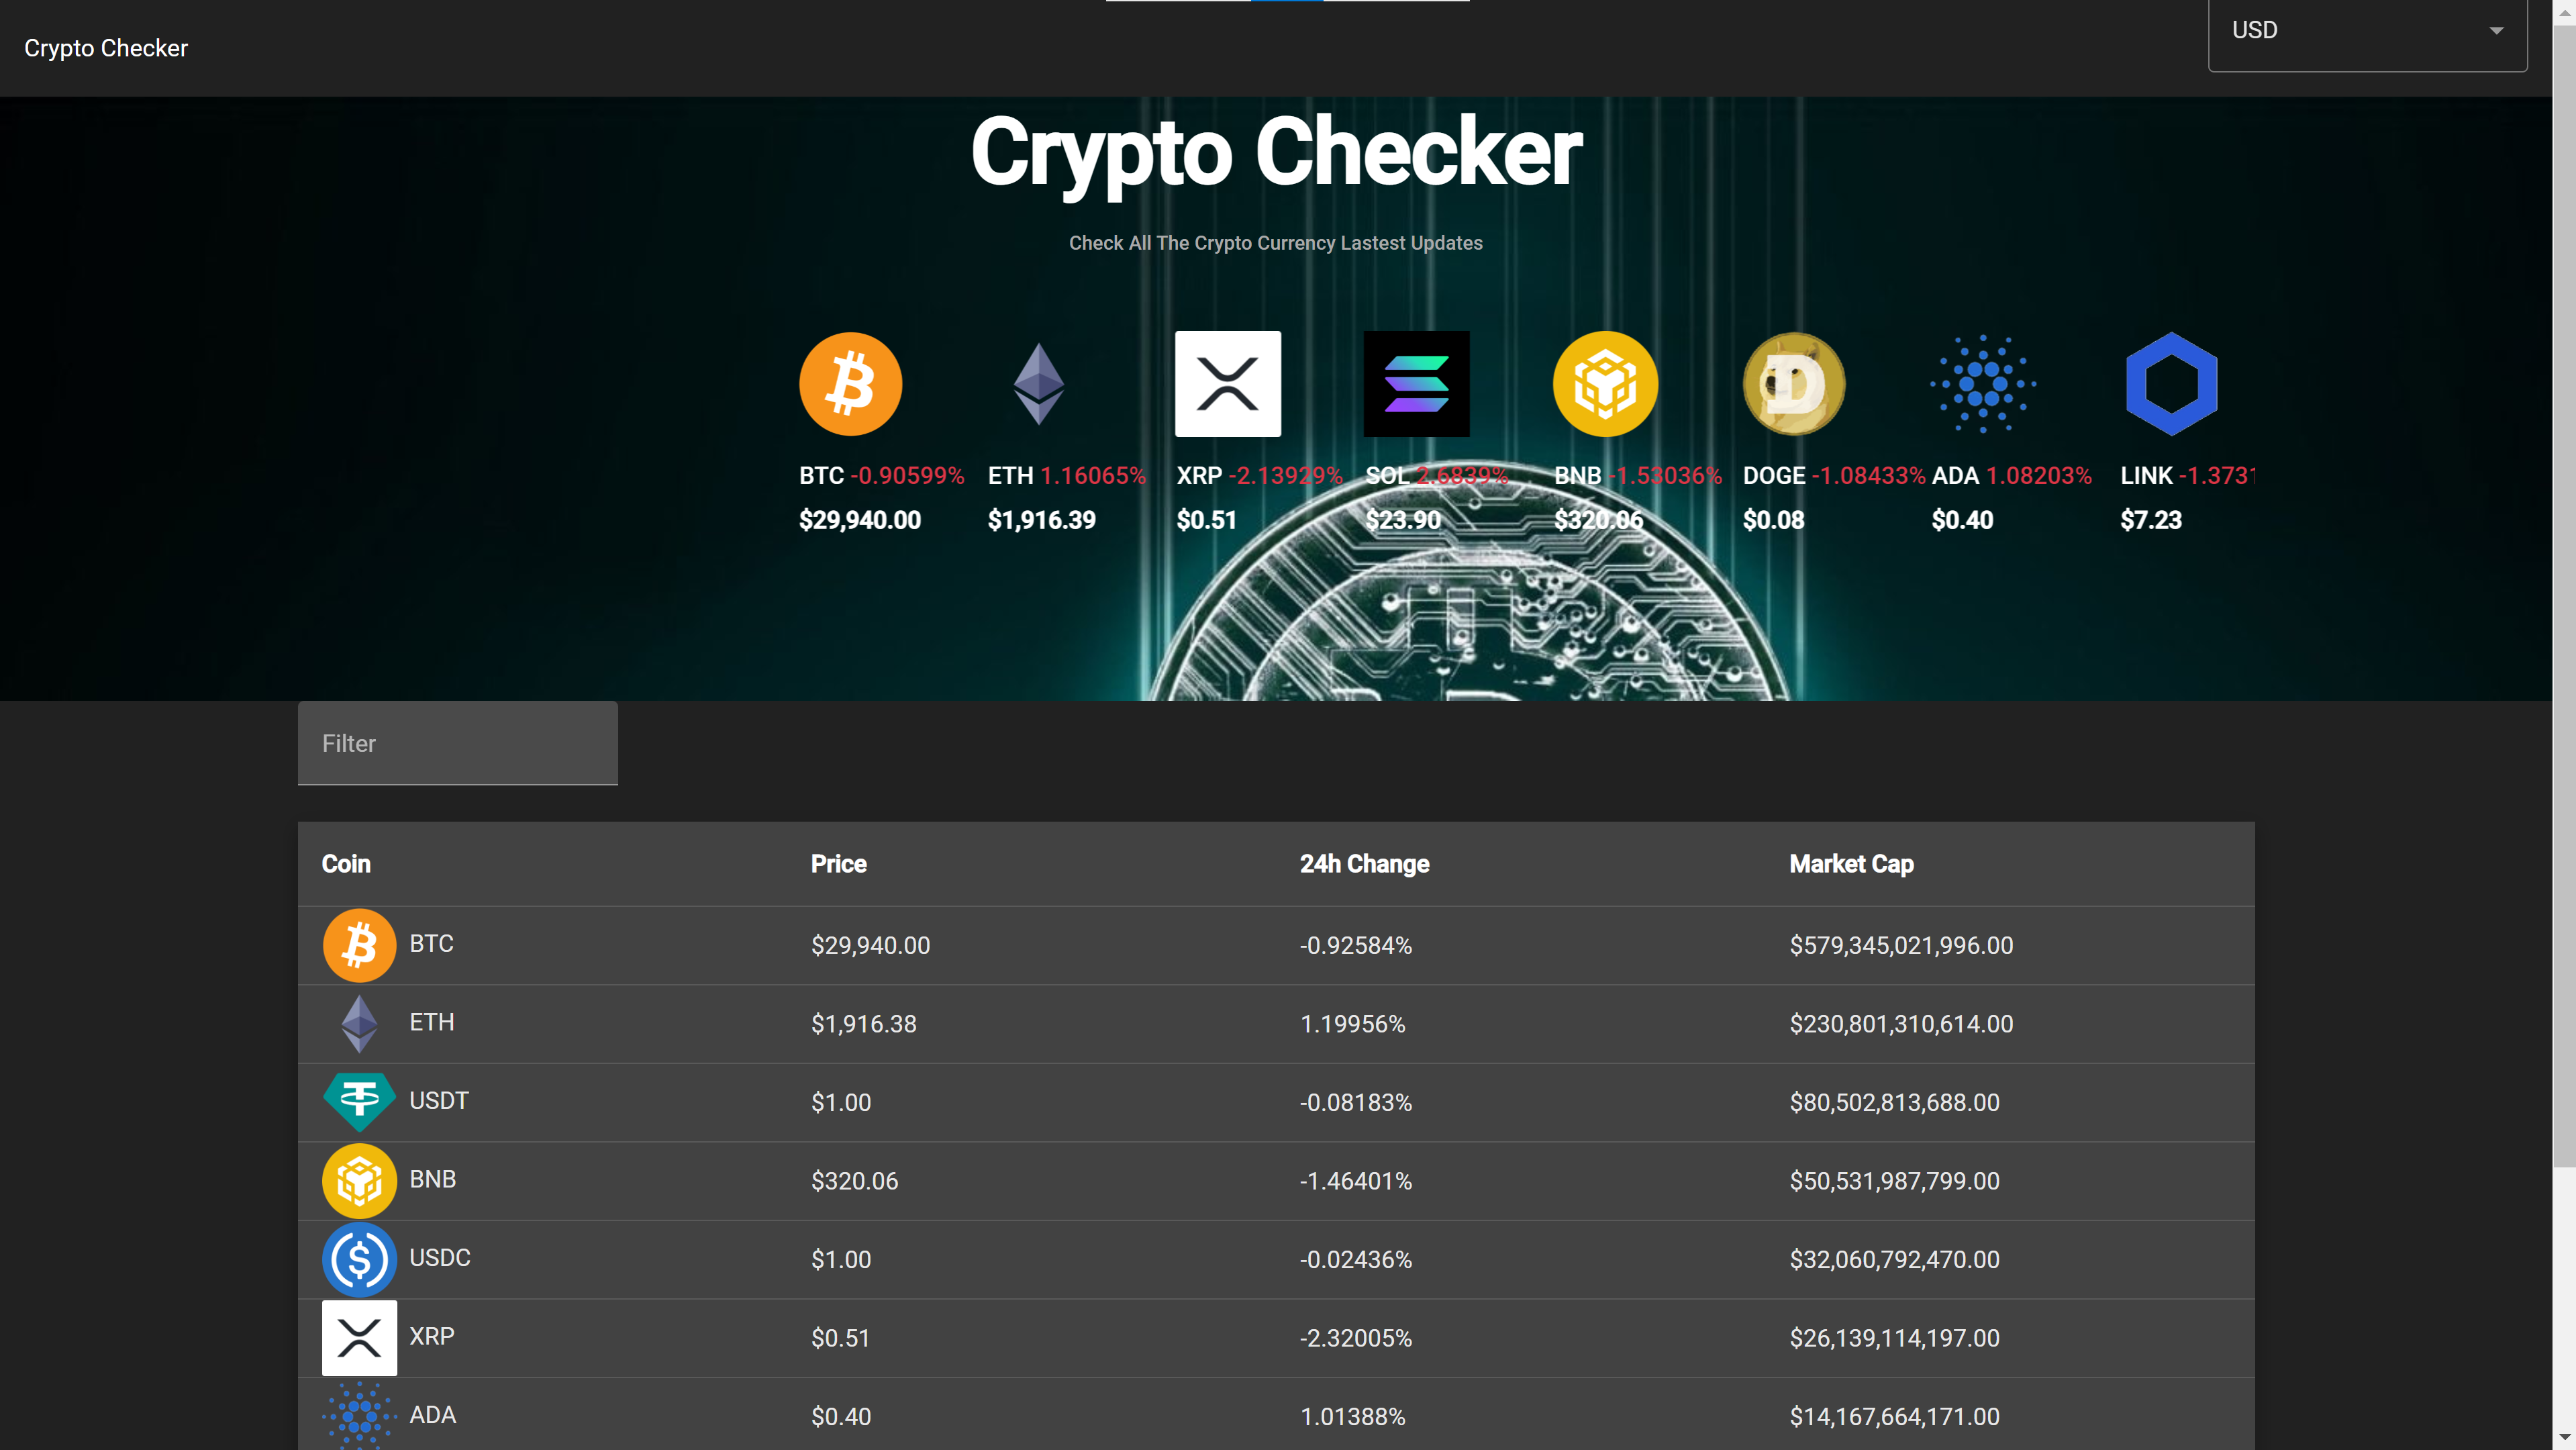 Crypto Checker
USD
Crypto Checker
Check All The Crypto Currency Lastest Updates
BTC -0.90599% ETH 1.16065% XRP -2.13929% SOL 2.6839% BNB -1.53036% DOGE -1.08433% ADA 1.08203% LINK -1.3731
$29,940.00 $1,916.39 $0.51 $23.90 $320.06 $0.08 $0.40 $7.23
Filter
Coin Price 24h Change Market Cap
BTC $29,940.00 -0.92584% $579,345,021,996.00
ETH $1,916.38 1.19956% $230,801,310,614.00
USDT $1.00 -0.08183% $80,502,813,688.00
BNB $320.06 -1.46401% $50,531,987,799.00
USDC $1.00 -0.02436% $32,060,792,470.00
XRP $0.51 -2.32005% $26,139,114,197.00
ADA $0.40 1.01388% $14,167,664,171.00